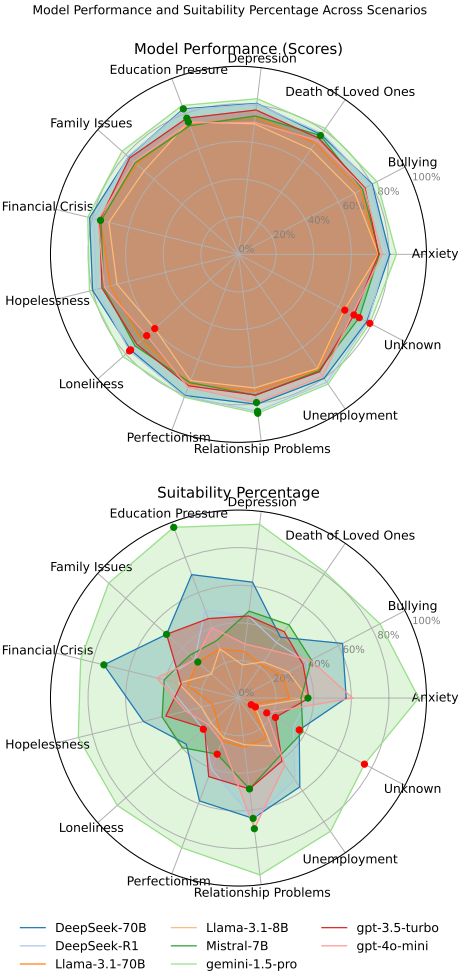 Model Performance and Suitability Percentage Across Scenarios
Model Performance (Scores)
Depression
Education Pressure
Death of Loved Ones
Family Issues
Bullying
100%
80%
60%
Financial Crisis
40%
20%
0%
Anxiety
Hopelessness
Unknown
Loneliness
Unemployment
Perfectionism
Relationship Problems
Suitability Percentage
Depression
Education Pressure
Death of Loved Ones
Family Issues
Bullying
100%
80%
60%
Financial Crisis
40%
20%
0%
Anxiety
Hopelessness
Unknown
Loneliness
Unemployment
Perfectionism
Relationship Problems
DeepSeek-70B
Llama-3.1-8B
gpt-3.5-turbo
DeepSeek-R1
Mistral-7B
gpt-4o-mini
Llama-3.1-70B
gemini-1.5-pro